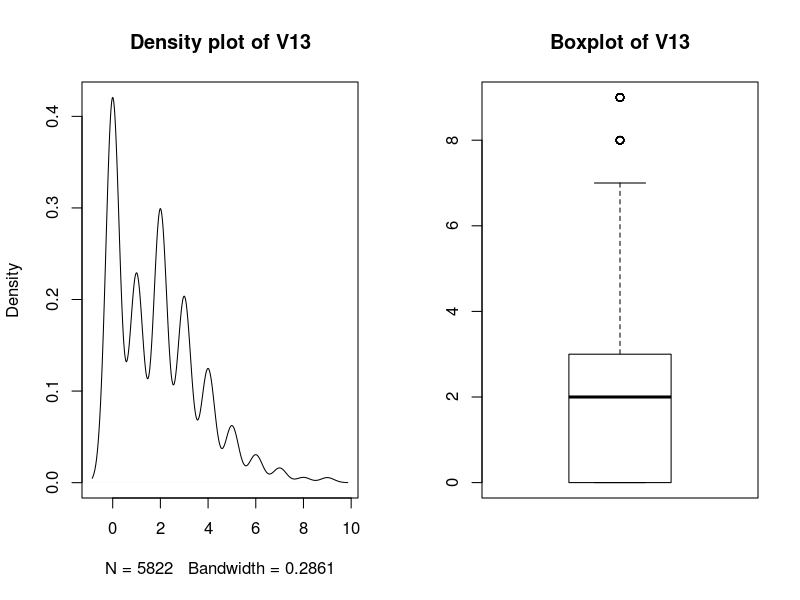 Density plot of V13
Density
0.0 0.1 0.2 0.3 0.4
0 2 4 6 8 10
N = 5822 Bandwidth = 0.2861
Boxplot of V13
0 2 4 6 8